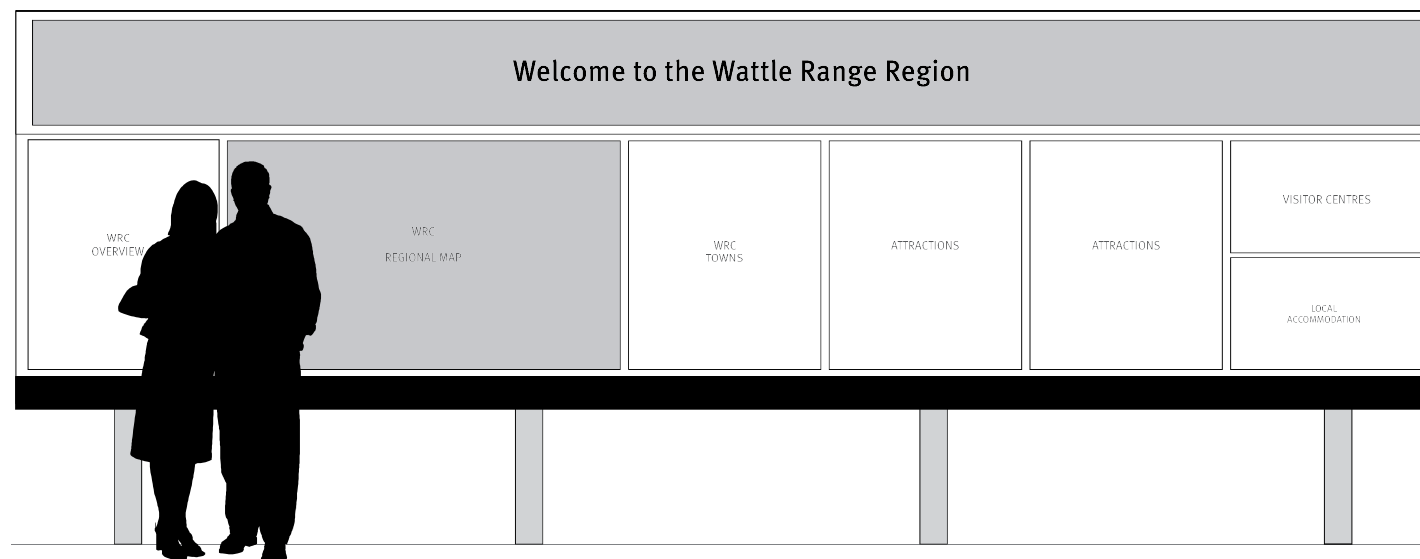 Welcome to the Wattle Range Region
WRC
OVERVIEW
WRC
REGIONAL MAP
WRC
TOWNS
ATTRACTIONS
ATTRACTIONS
VISITOR CENTRES
LOCAL
ACCOMMODATION